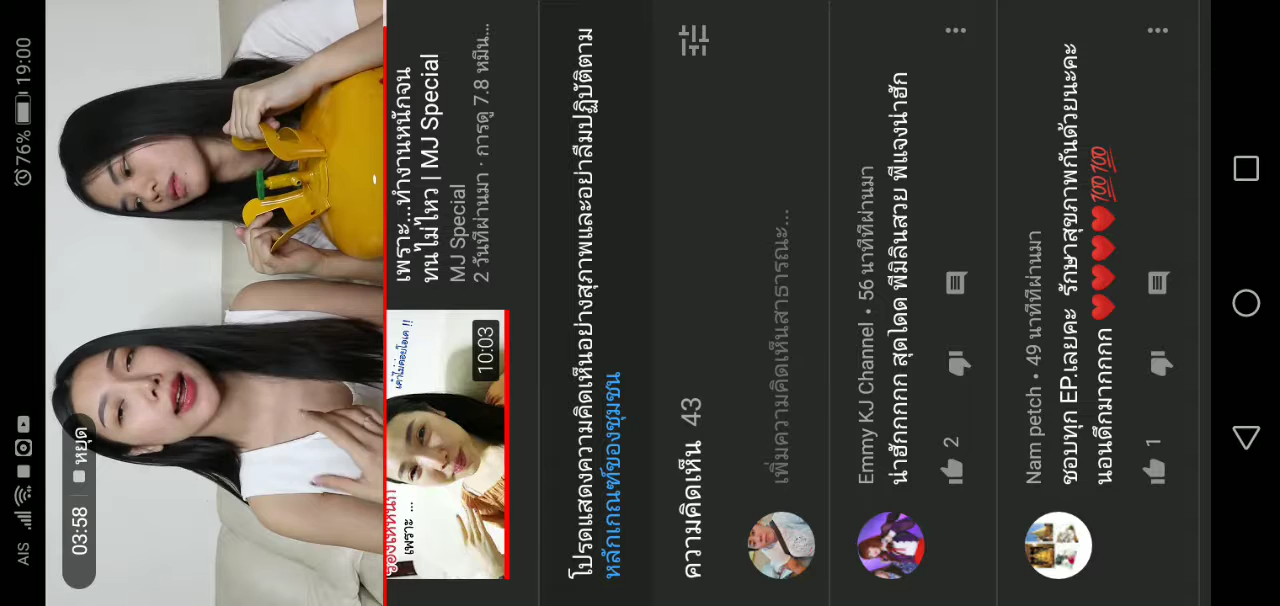 AIS
76% 19:00
03:58 หยุด
เพราะ...ทำงานหนักจน
ทนไม่ไหว | MJ Special
MJ Special
2 วันที่ผ่านมา · การดู 7.8 หมื่น...
เพราะ ...
10:03
โปรดแสดงความคิดเห็นอย่างสุภาพและอย่าลืมปฏิบัติตาม
หลักเกณฑ์ของชุมชน
ความคิดเห็น 43
เพิ่มความคิดเห็นสาธารณะ...
Emmy KJ Channel • 56 นาทีที่ผ่านมา
น่าฮักกกกก สุดโดด พี่มิลินสวย พี่แจงน่าฮัก
2
Nam petch • 49 นาทีที่ผ่านมา
ชอบทุก EP.เลยคะ รักษาสุขภาพกันด้วยนะคะ
นอนดึกมากกกก ❤❤❤❤💯💯
1